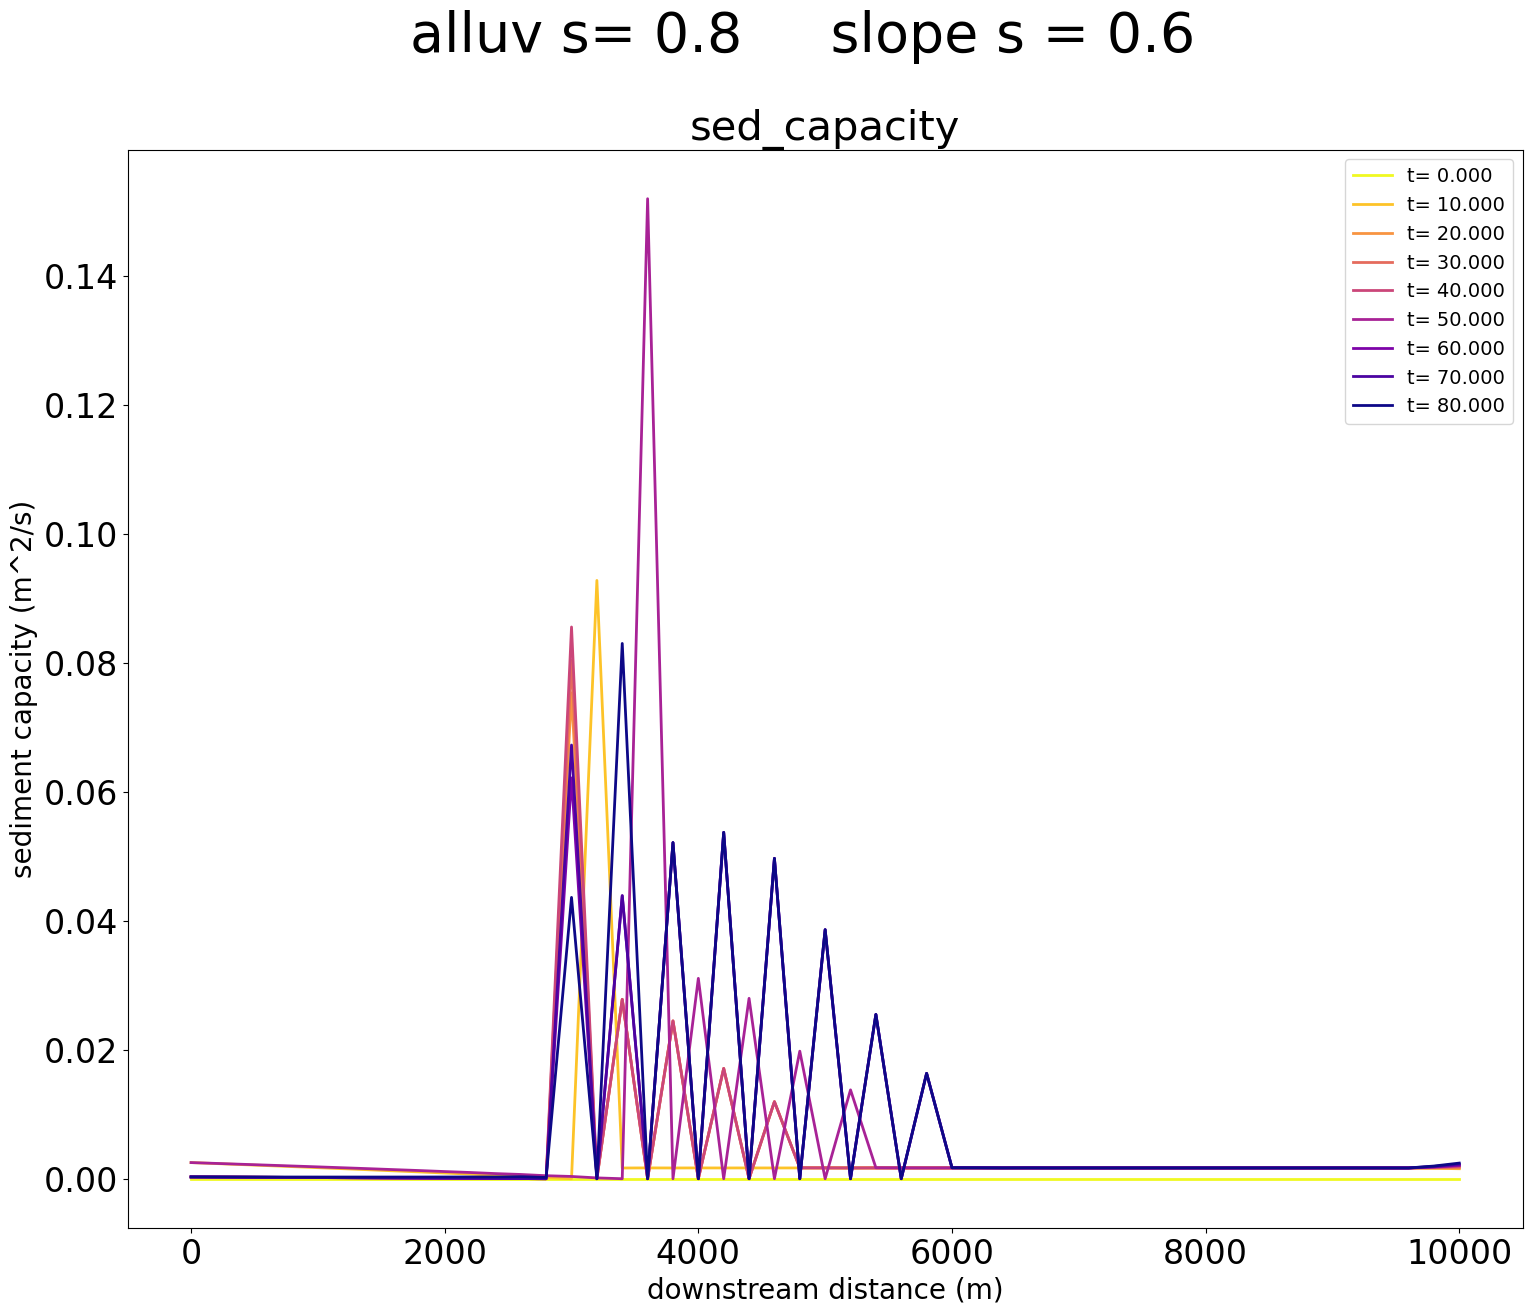 alluv s= 0.8 slope s = 0.6
sed_capacity
t= 0.000
t= 10.000
t= 20.000
t= 30.000
t= 40.000
t= 50.000
t= 60.000
t= 70.000
t= 80.000
sediment capacity (m^2/s)
0.14
0.12
0.10
0.08
0.06
0.04
0.02
0.00
0 2000 4000 6000 8000 10000
downstream distance (m)